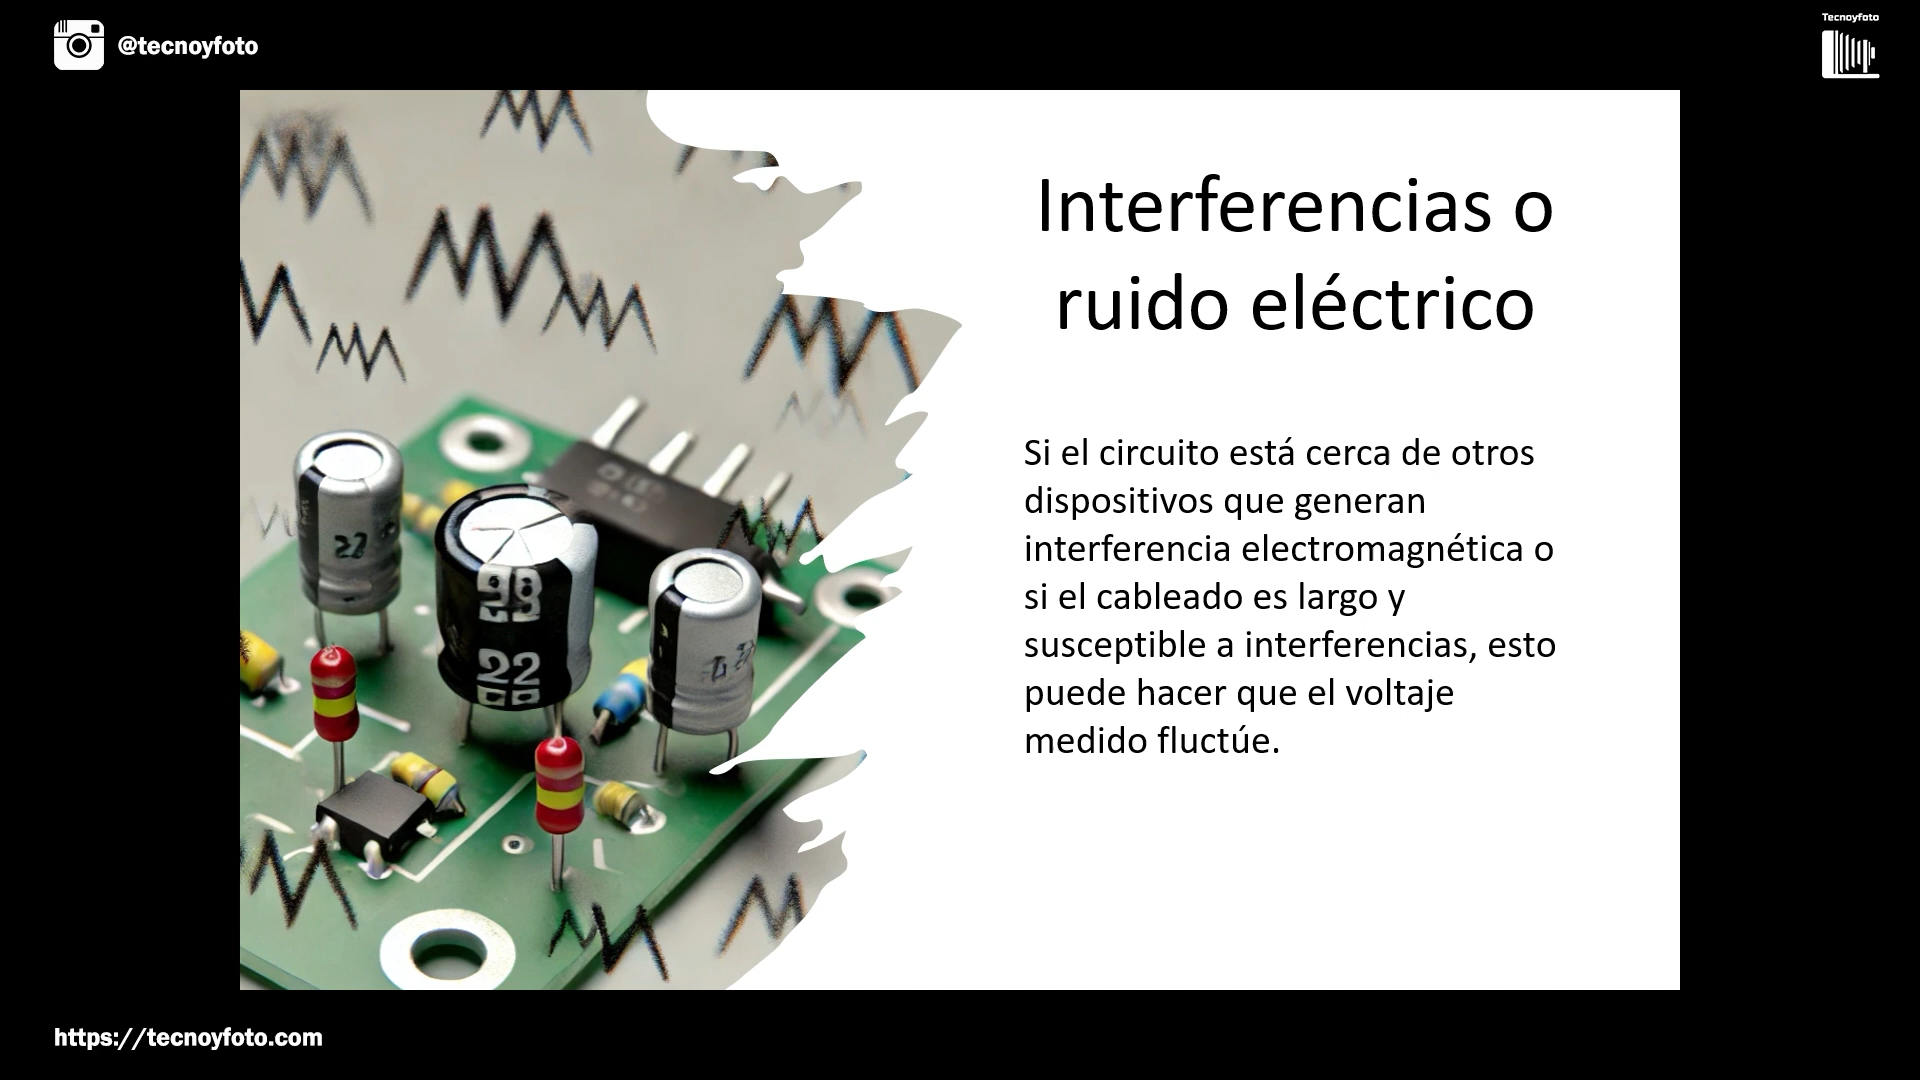 @tecnoyfoto
Tecnoyfoto
Interferencias o
ruido eléctrico
Si el circuito está cerca de otros
dispositivos que generan
interferencia electromagnética o
si el cableado es largo y
susceptible a interferencias, esto
puede hacer que el voltaje
medido fluctúe.
22
https://tecnoyfoto.com